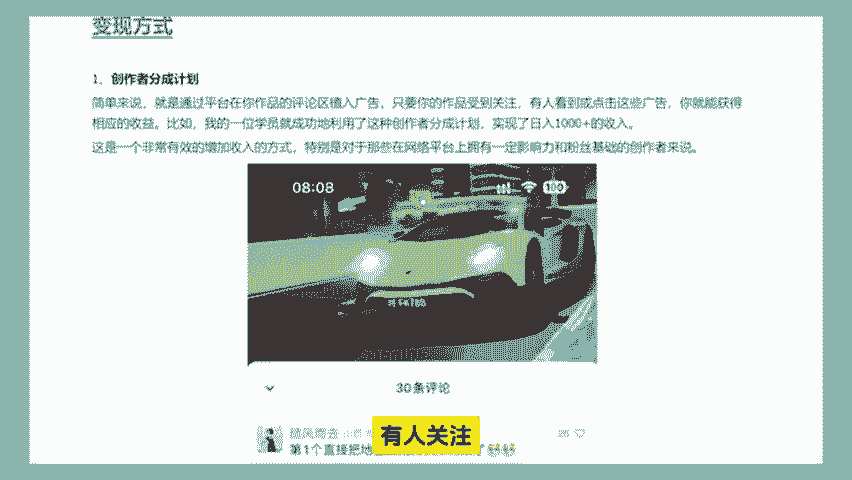 变现方式
1、创作者分成计划
简单来说，就是通过平台在你作品的评论区植入广告，只要你的作品受到关注，有人看到或点击这些广告，你就能获得
相应的收益。比如，我的一位学员就成功地利用了这种创作者分成计划，实现了日入1000+的收入。
这是一个非常有效的增加收入的方式，特别是对于那些在网络平台上拥有一定影响力和粉丝基础的创作者来说。
08:08
100
30条评论
有人关注
第1个直接把地